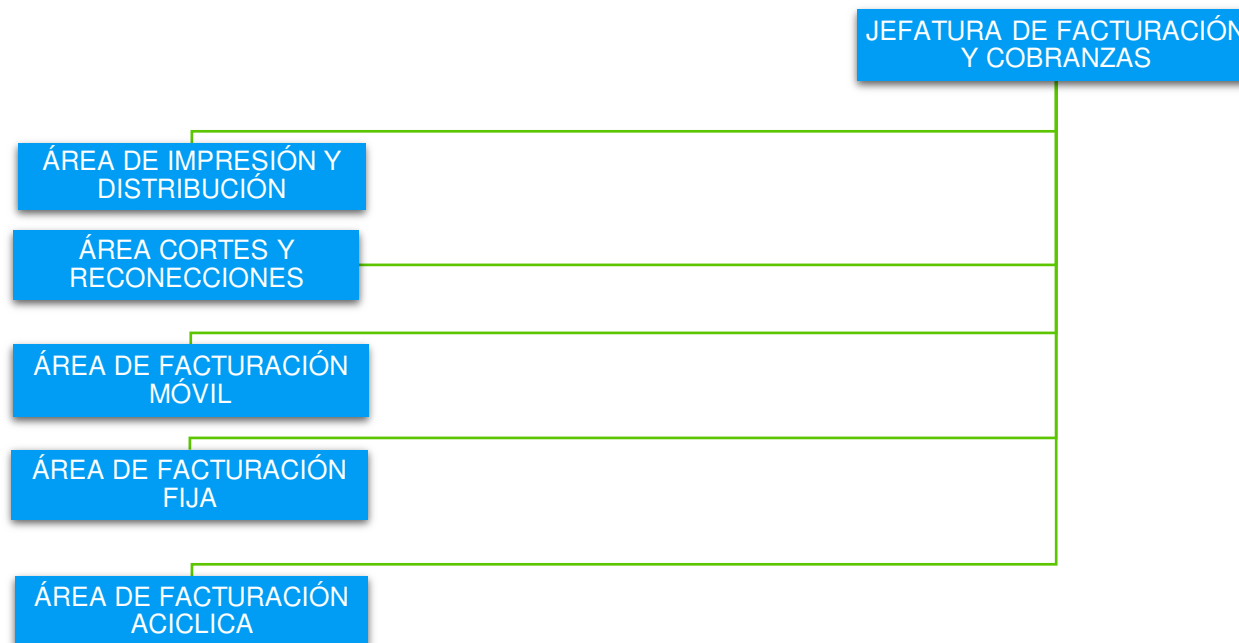 JEFATURA DE FACTURACIÓN
Y COBRANZAS
ÁREA DE IMPRESIÓN Y
DISTRIBUCIÓN
ÁREA CORTES Y
RECONECCIONES
ÁREA DE FACTURACIÓN
MÓVIL
ÁREA DE FACTURACIÓN
FIJA
ÁREA DE FACTURACIÓN
ACICLICA